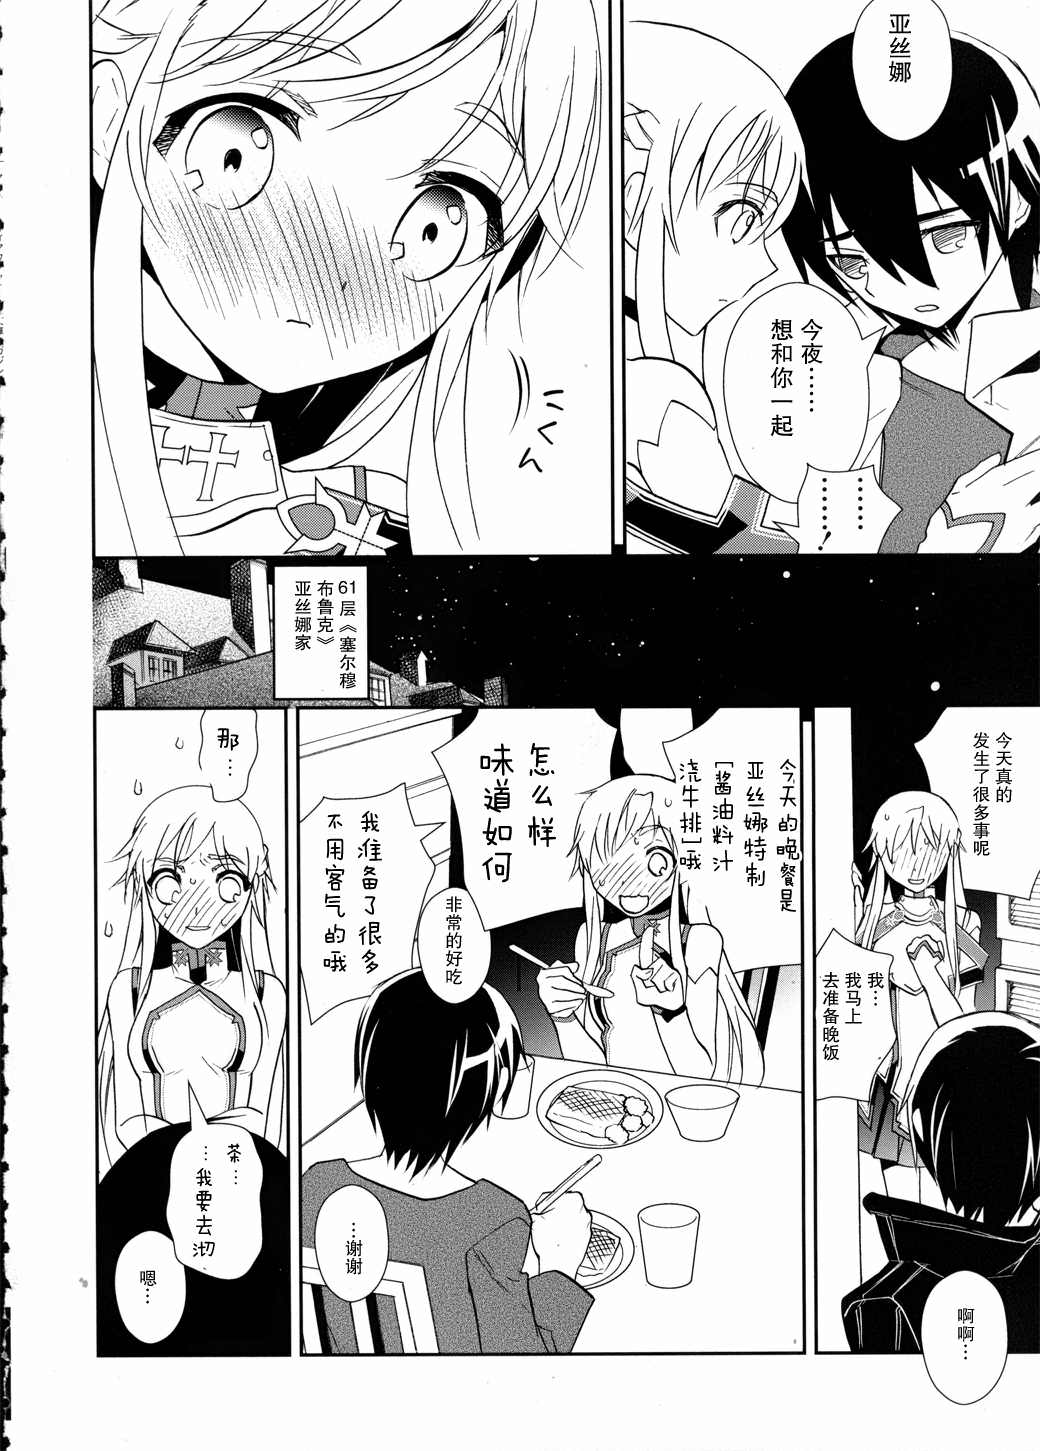 亚丝娜
今夜……
想和你一起
……
……！
61层《塞尔穆
布鲁克》
亚丝娜家
今天真的
发生了很多事呢
我…
我马上
去准备晚饭
啊啊…
今天的晚餐是
亚丝娜特制
［酱油料汁
浇牛排］哦
怎么样
味道如何
非常的好吃
我准备了很多
不用客气的哦
…谢谢
那…
茶…
…我要去沏
嗯…